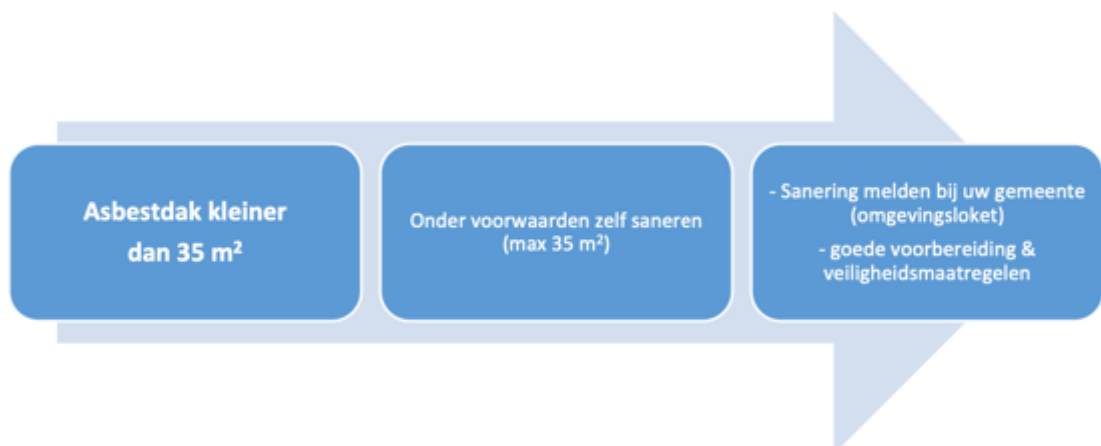 Asbestdak kleiner
dan 35 m²
Onder voorwaarden zelf saneren
(max 35 m²)
- Sanering melden bij uw gemeente
(omgevingsloket)
- goede voorbereiding &
veiligheidsmaatregelen